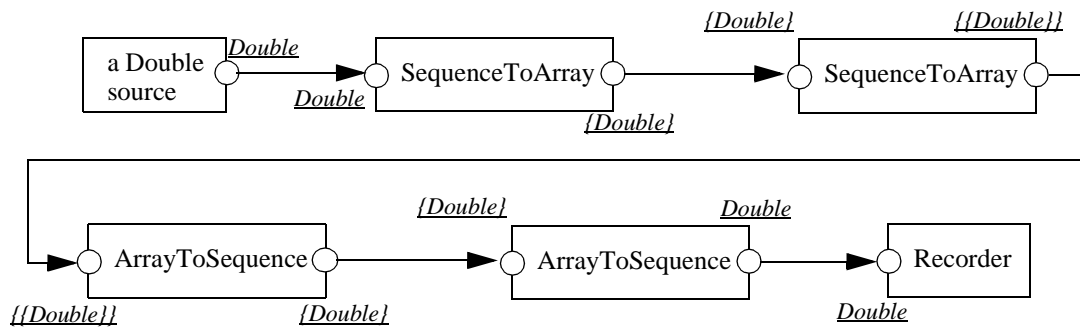 {Double}
{{Double}}
Double
a Double
source
SequenceToArray
SequenceToArray
Double
{Double}
{Double}
Double
ArrayToSequence
ArrayToSequence
Recorder
{{Double}}
{Double}
Double